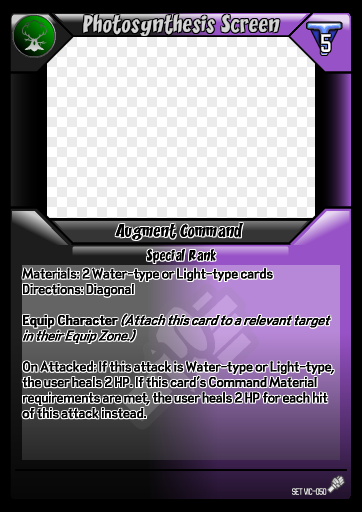 Photosynthesis Screen
5
Augment Command
Special Rank
Materials: 2 Water-type or Light-type cards
Directions: Diagonal
Equip Character (Attach this card to a relevant target
in their Equip Zone.)
On Attacked: If this attack is Water-type or Light-type,
the user heals 2 HP. If this card's Command Material
requirements are met, the user heals 2 HP for each hit
of this attack instead.
SET VIC-050